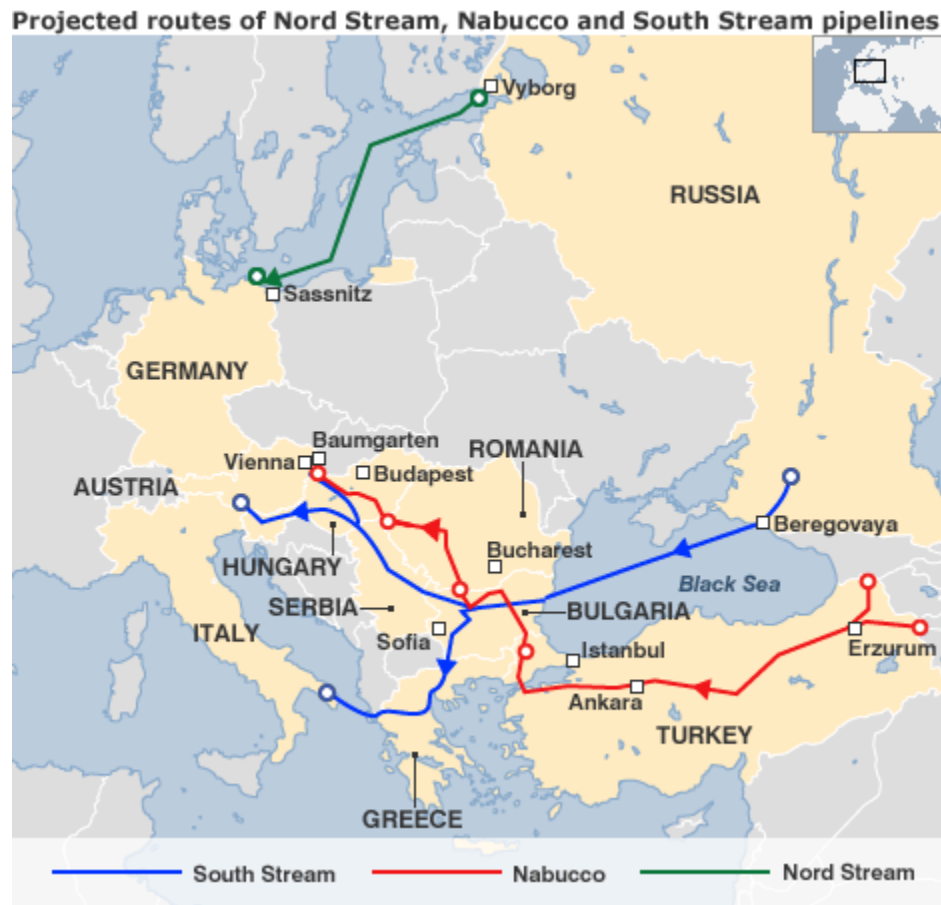 Projected routes of Nord Stream, Nabucco and South Stream pipelines
Vyborg
RUSSIA
Sassnitz
GERMANY
Baumgarten
Vienna
ROMANIA
Budapest
AUSTRIA
Beregovaya
Bucharest
HUNGARY
Black Sea
SERBIA
BULGARIA
ITALY
Sofia
Istanbul
Erzurum
Ankara
TURKEY
GREECE
South Stream
Nabucco
Nord Stream